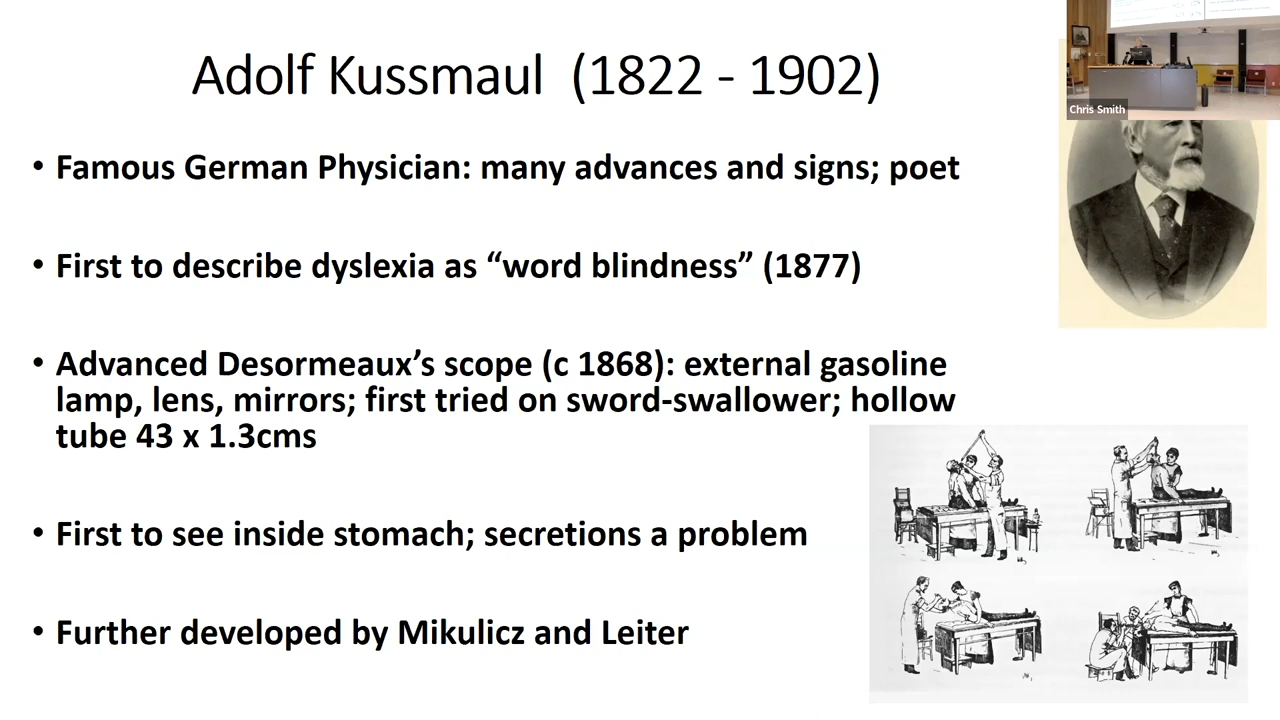 Adolf Kussmaul (1822 - 1902)
Chris Smith
• Famous German Physician: many advances and signs; poet
• First to describe dyslexia as “word blindness” (1877)
• Advanced Desormeaux’s scope (c 1868): external gasoline
lamp, lens, mirrors; first tried on sword-swallower; hollow
tube 43 x 1.3cms
• First to see inside stomach; secretions a problem
• Further developed by Mikulicz and Leiter